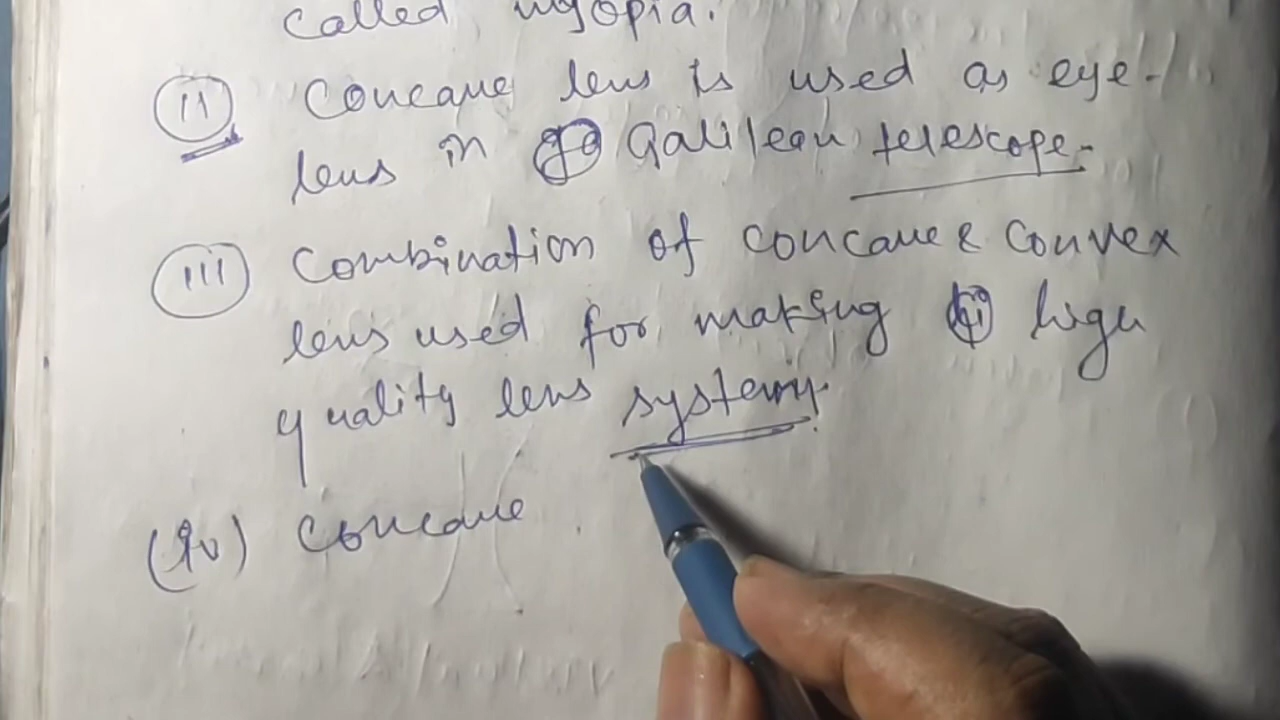 called myopia.
(II) Concave lens is used as eye-
lens in Galilean telescope.
(III) Combination of concave & convex
lens used for making high
quality lens system.
(iv) Concave